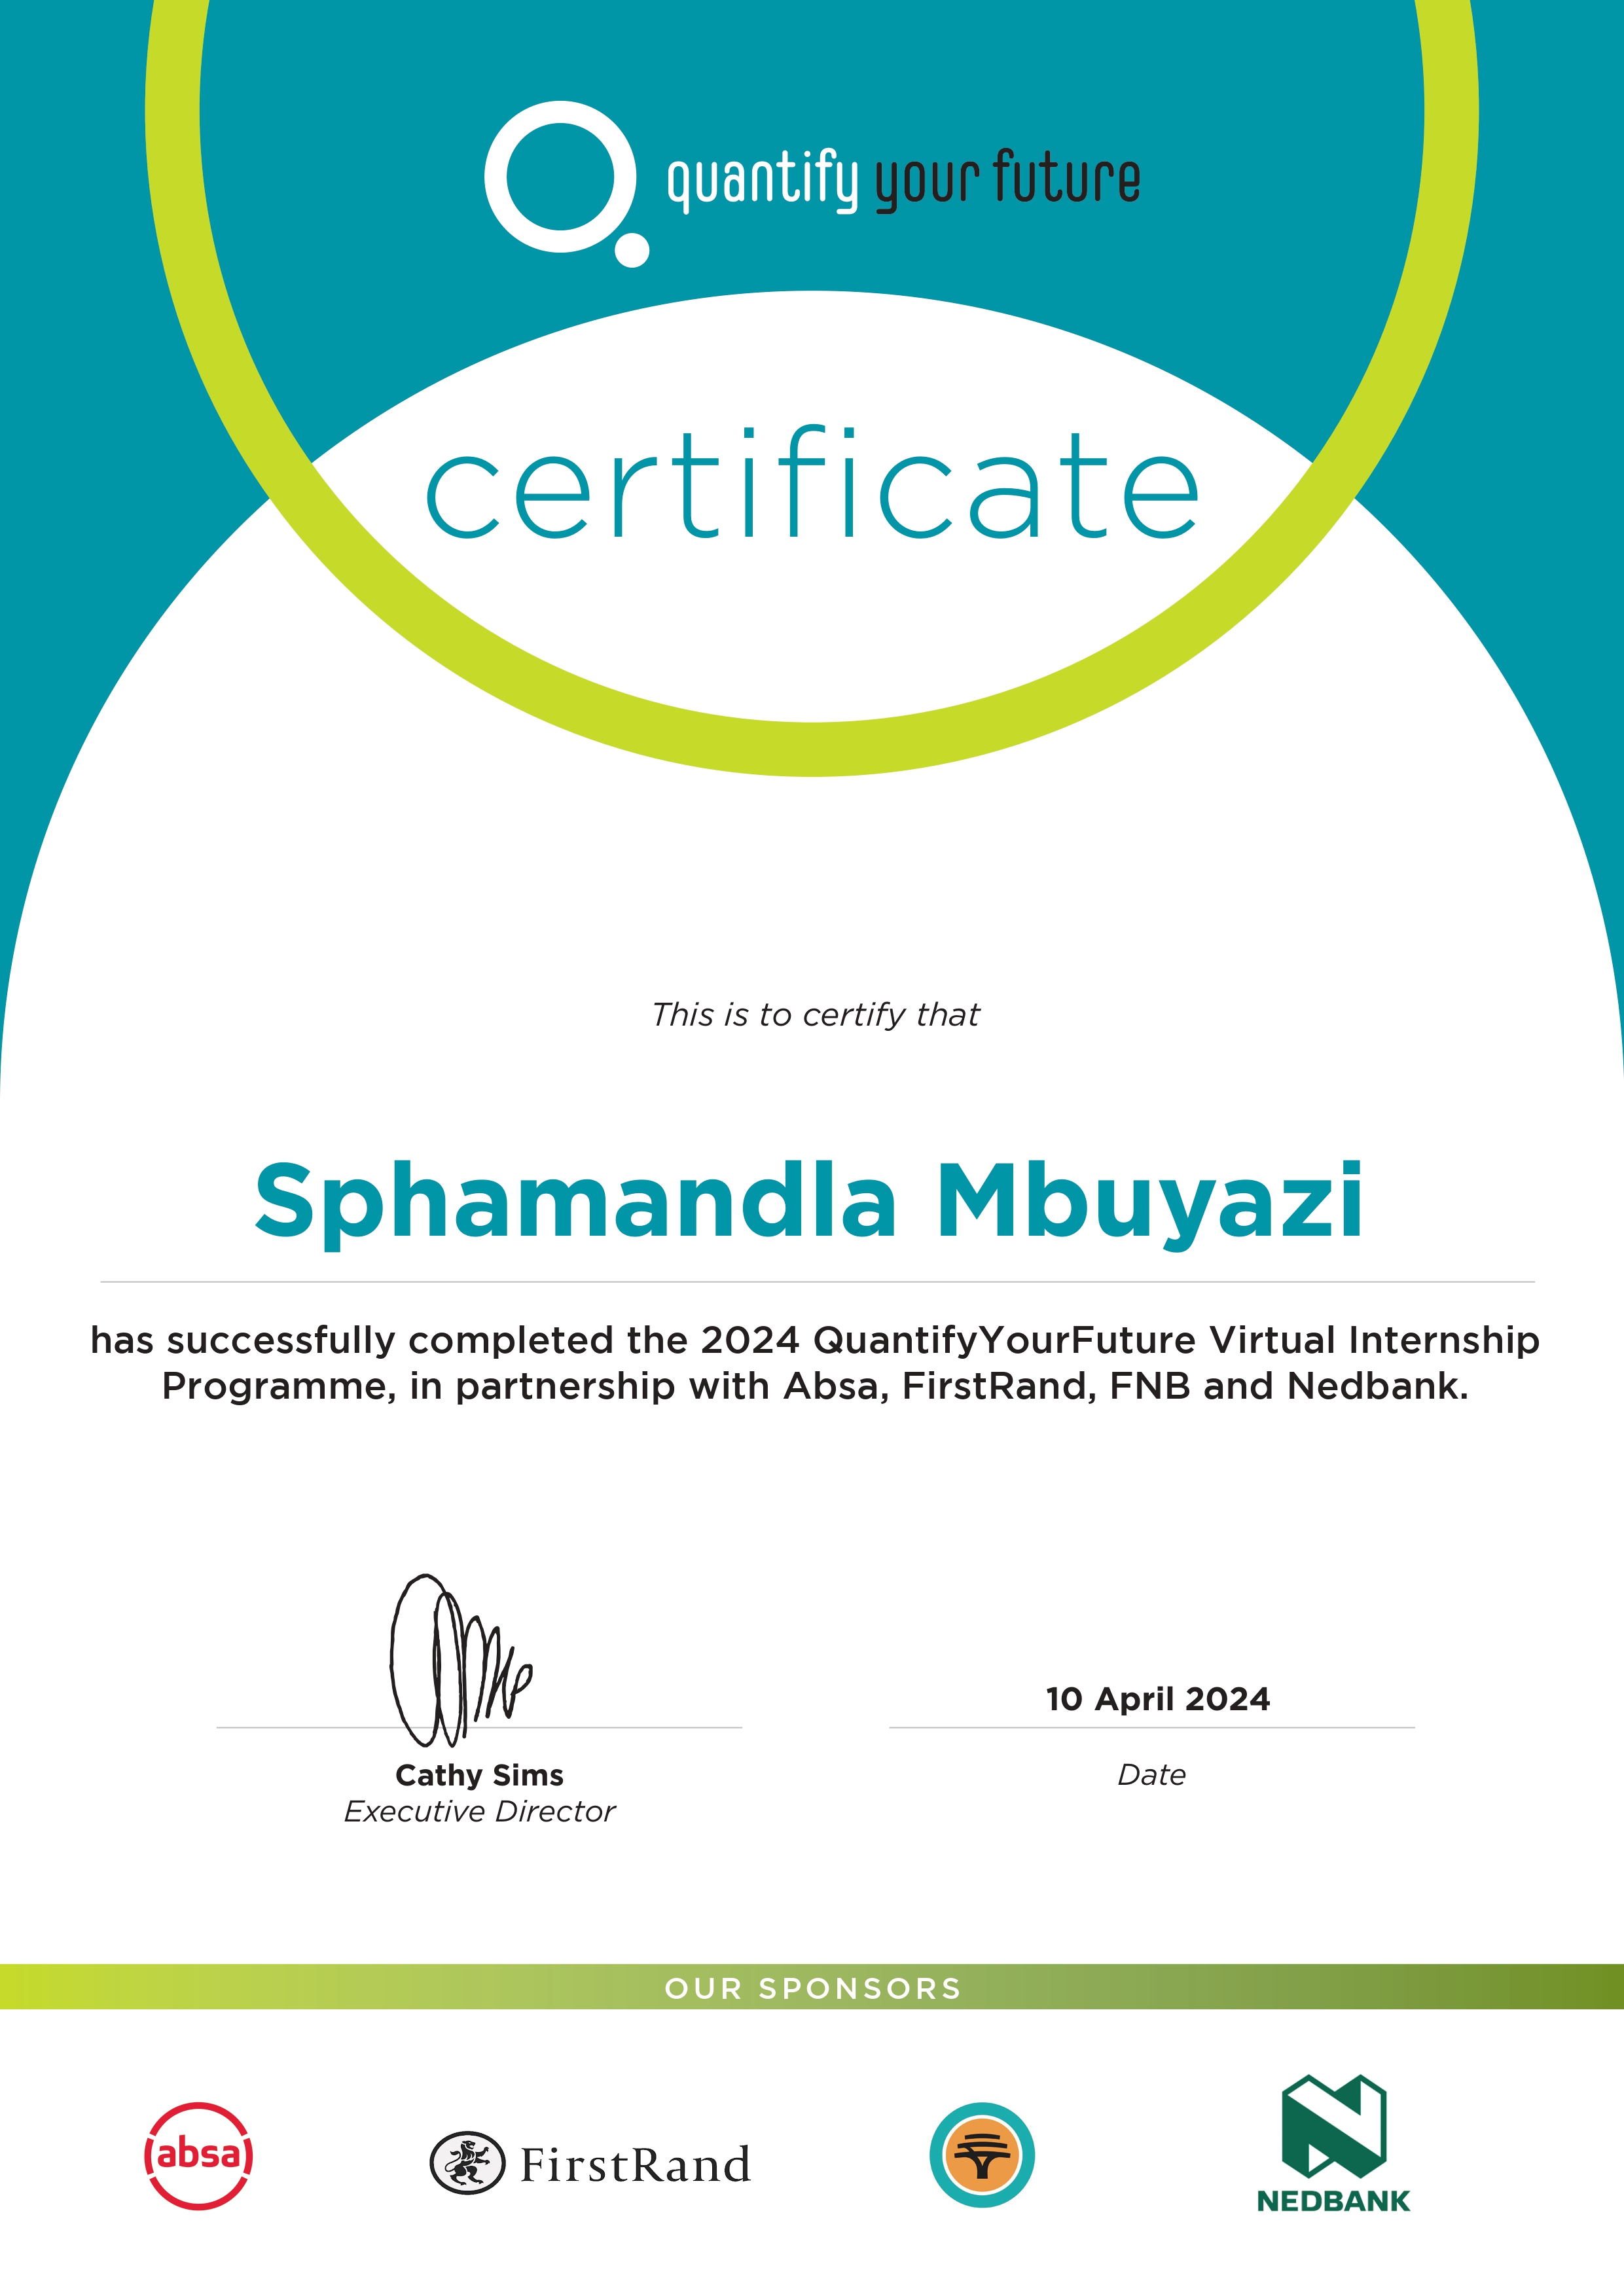 quantify your future
certificate
This is to certify that
Sphamandla Mbuyazi
has successfully completed the 2024 QuantifyYourFuture Virtual Internship
Programme, in partnership with Absa, FirstRand, FNB and Nedbank.
10 April 2024
Cathy Sims
Date
Executive Director
OUR SPONSORS
absa
FirstRand
NEDBANK